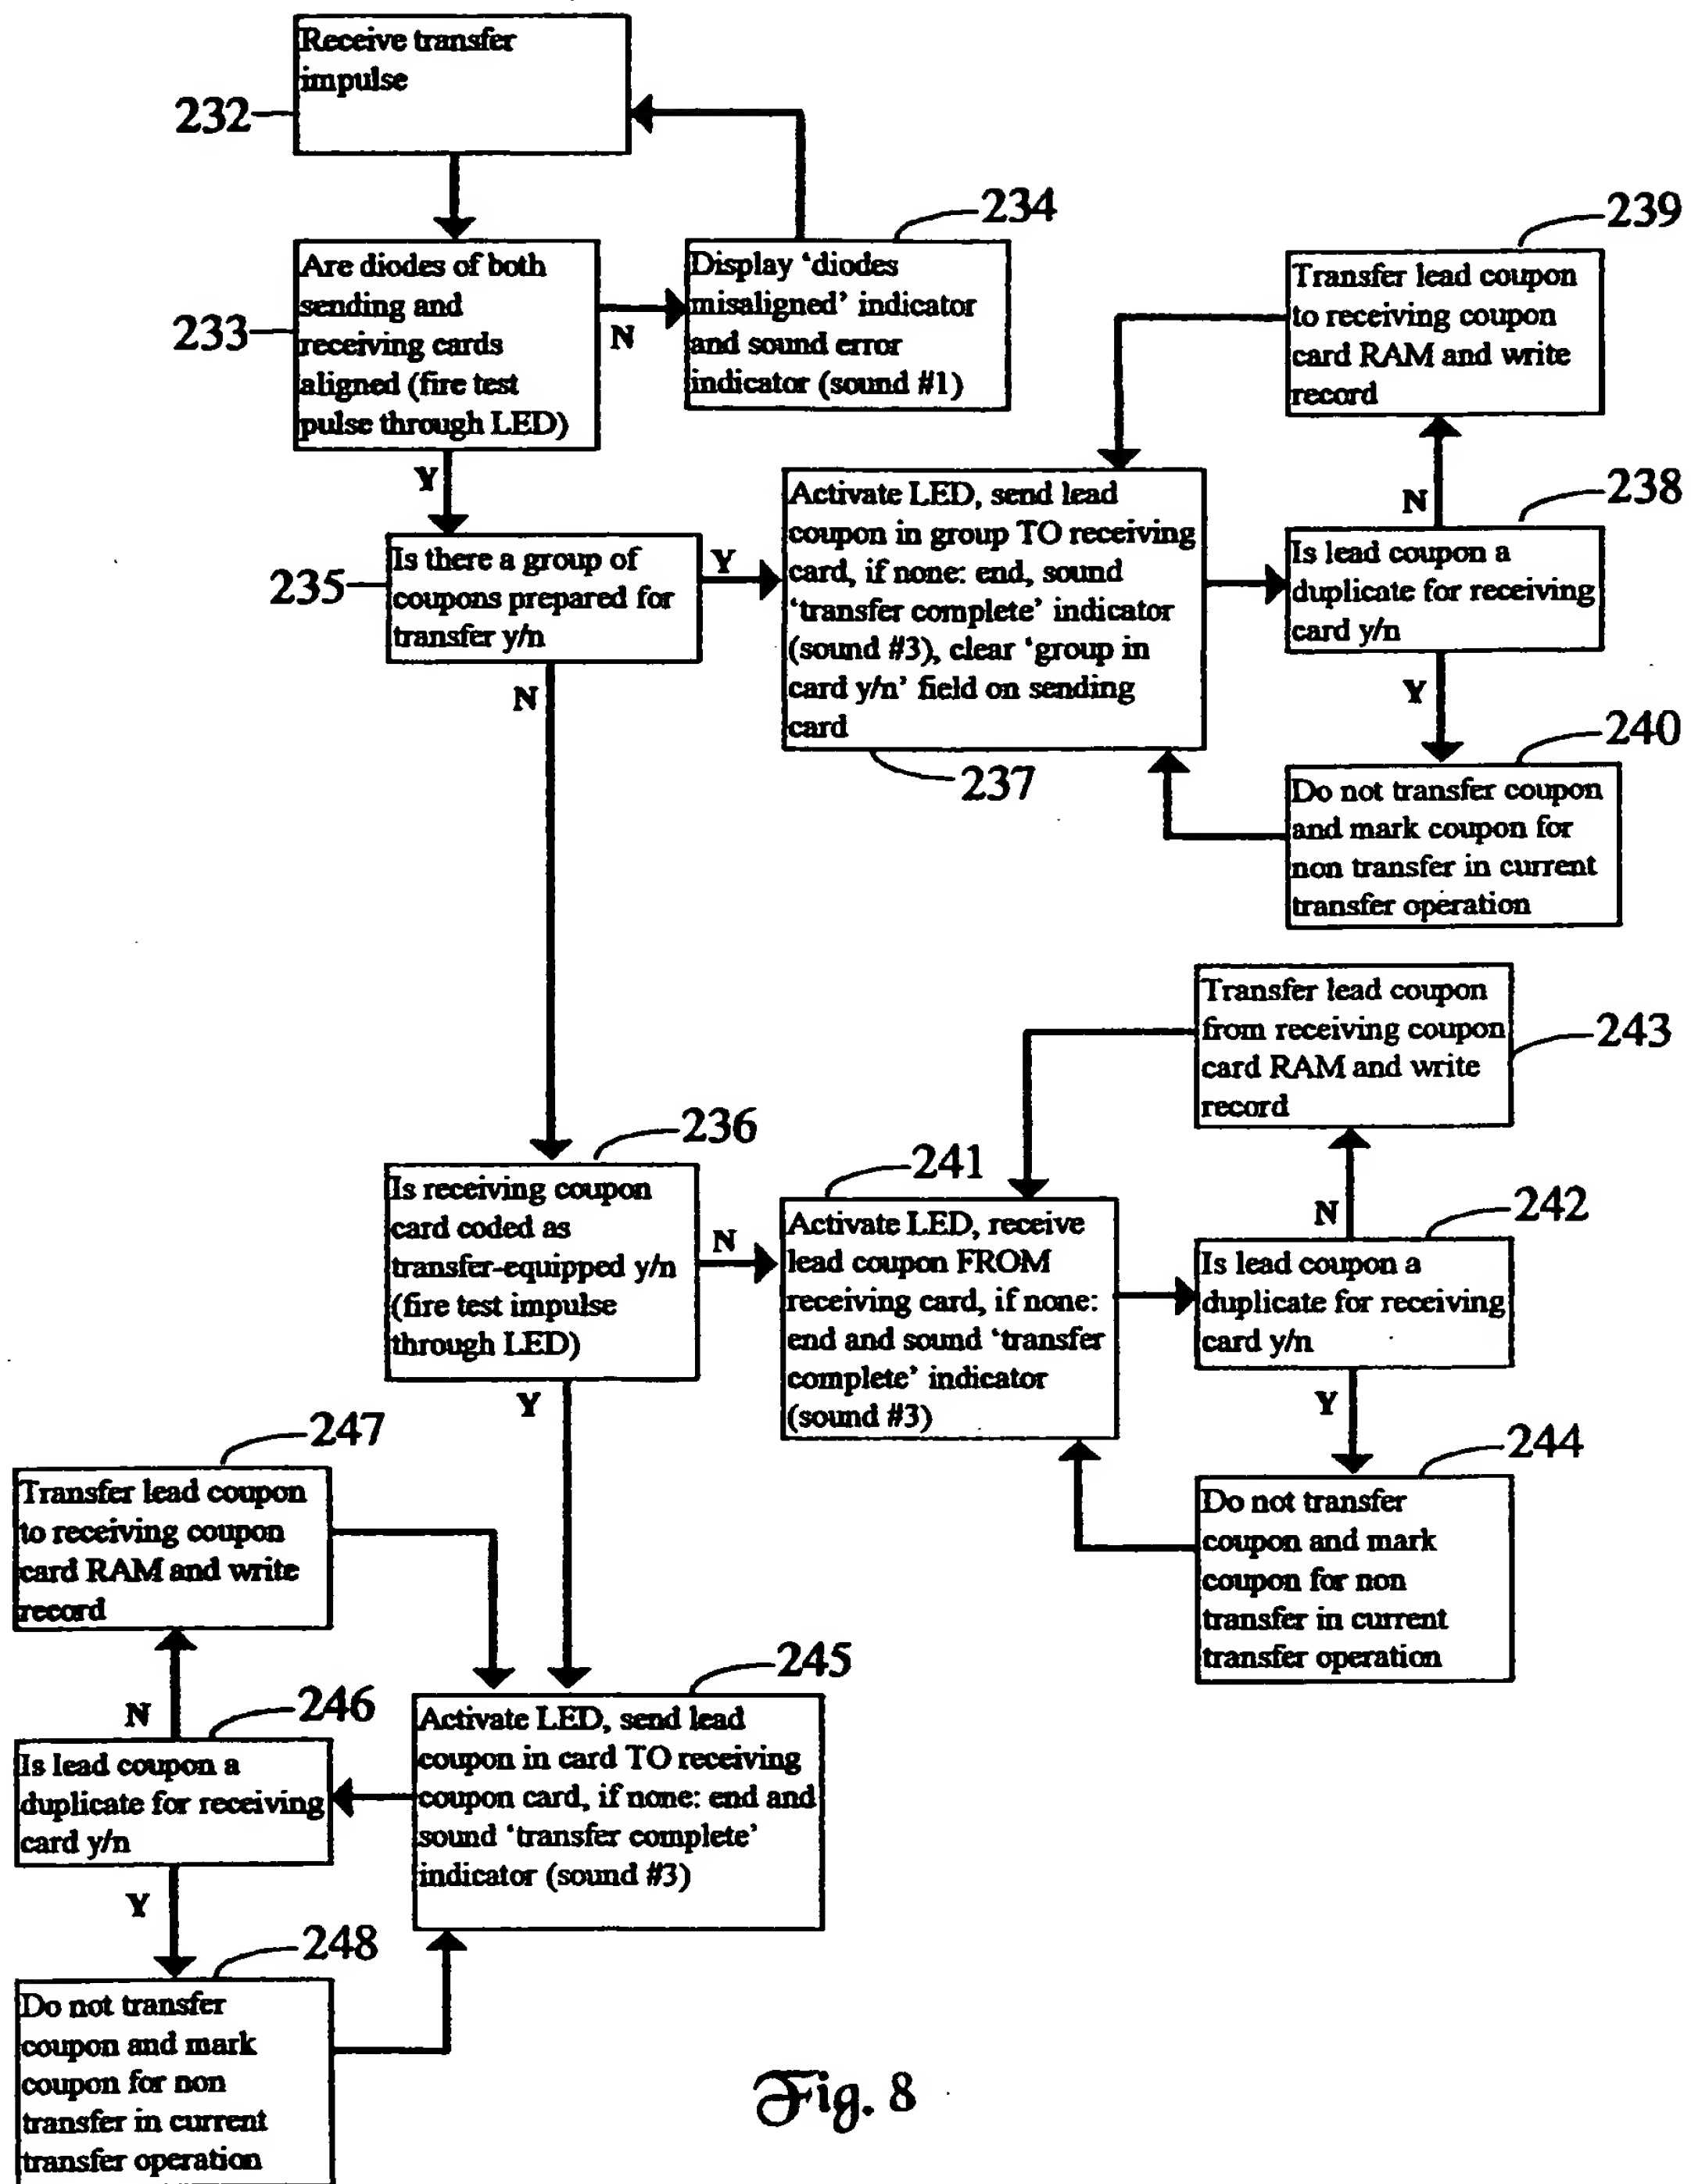 Receive transfer
impulse
232
234
Are diodes of both
sending and
receiving cards
aligned (fire test
pulse through LED)
233
N
Display ‘diodes
misaligned’ indicator
and sound error
indicator (sound #1)
239
Transfer lead coupon
to receiving coupon
card RAM and write
record
Y
N
238
Is there a group of
coupons prepared for
transfer y/n
235
Y
N
Activate LED, send lead
coupon in group TO receiving
card, if none: end, sound
‘transfer complete’ indicator
(sound #3), clear ‘group in
card y/n’ field on sending
card
237
Is lead coupon a
duplicate for receiving
card y/n
Y
240
Do not transfer coupon
and mark coupon for
non transfer in current
transfer operation
Transfer lead coupon
from receiving coupon
card RAM and write
record
243
236
Is receiving coupon
card coded as
transfer-equipped y/n
(fire test impulse
through LED)
N
Y
241
Activate LED, receive
lead coupon FROM
receiving card, if none:
end and sound ‘transfer
complete’ indicator
(sound #3)
N
242
Is lead coupon a
duplicate for receiving
card y/n
Y
244
Do not transfer
coupon and mark
coupon for non
transfer in current
transfer operation
247
Transfer lead coupon
to receiving coupon
card RAM and write
record
N
246
Is lead coupon a
duplicate for receiving
card y/n
245
Activate LED, send lead
coupon in card TO receiving
coupon card, if none: end and
sound ‘transfer complete’
indicator (sound #3)
Y
248
Do not transfer
coupon and mark
coupon for non
transfer in current
transfer operation
Fig. 8